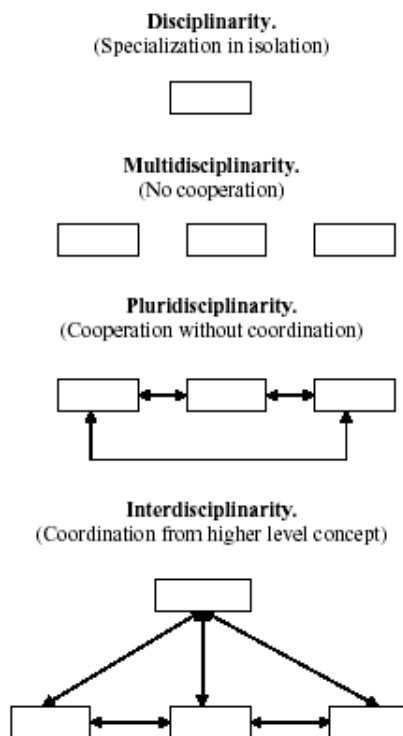 Disciplinarity.
(Specialization in isolation)
Multidisciplinarity.
(No cooperation)
Pluridisciplinarity.
(Cooperation without coordination)
Interdisciplinarity.
(Coordination from higher level concept)